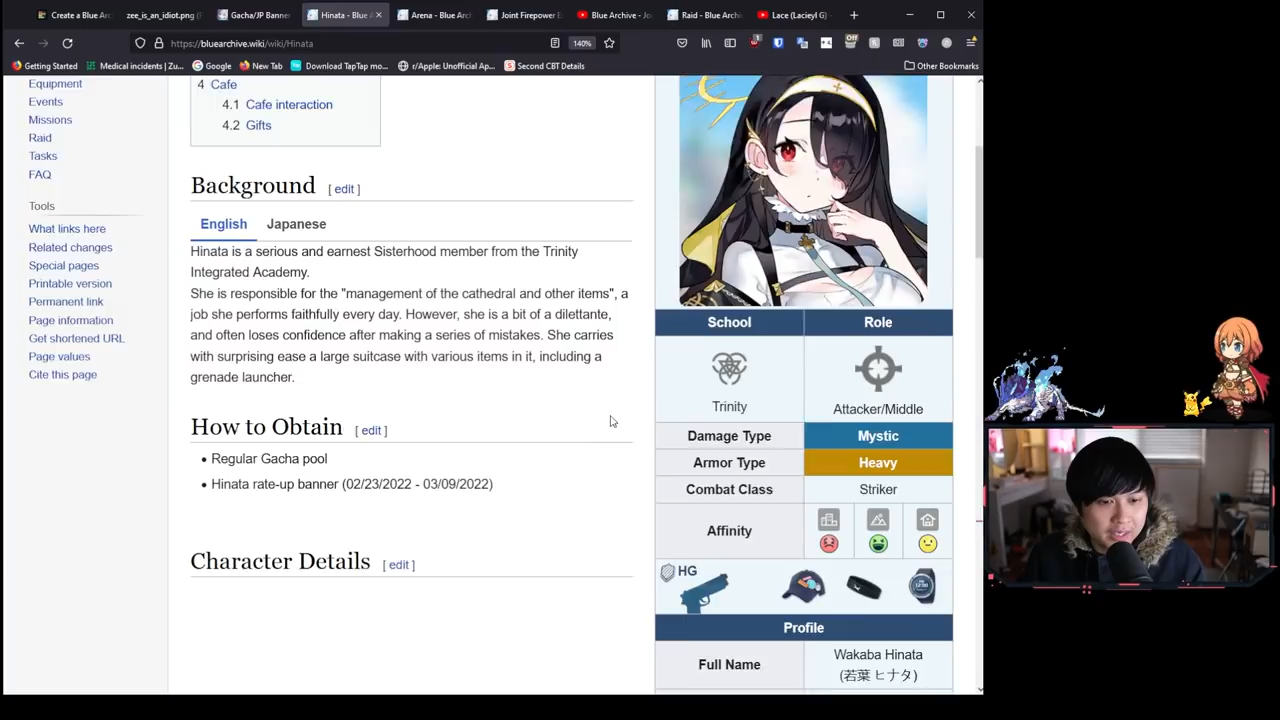 Create a Blue Arc
zee_is_an_idiot.png (F
Gacha/JP Banner
Hinata - Blue A
Arena - Blue Arc
Joint Firepower E
Blue Archive - Jo
Raid - Blue Archi
Lace (Lacieyl G) -
https://bluearchive.wiki/wiki/Hinata
140%
Off
Getting Started
Medical incidents | Zu...
Google
New Tab
Download TapTap mo...
r/Apple: Unofficial Ap...
Second CBT Details
Other Bookmarks
Equipment
Events
Missions
Raid
Tasks
FAQ
Tools
What links here
Related changes
Special pages
Printable version
Permanent link
Page information
Get shortened URL
Page values
Cite this page
4 Cafe
4.1 Cafe interaction
4.2 Gifts
Background [ edit ]
English Japanese
Hinata is a serious and earnest Sisterhood member from the Trinity
Integrated Academy.
She is responsible for the "management of the cathedral and other items", a
job she performs faithfully every day. However, she is a bit of a dilettante,
and often loses confidence after making a series of mistakes. She carries
with surprising ease a large suitcase with various items in it, including a
grenade launcher.
How to Obtain [ edit ]
Regular Gacha pool
Hinata rate-up banner (02/23/2022 - 03/09/2022)
Character Details [ edit ]
School Role
Trinity Attacker/Middle
Damage Type Mystic
Armor Type Heavy
Combat Class Striker
Affinity
HG
Profile
Full Name
Wakaba Hinata
(若葉 ヒナタ)